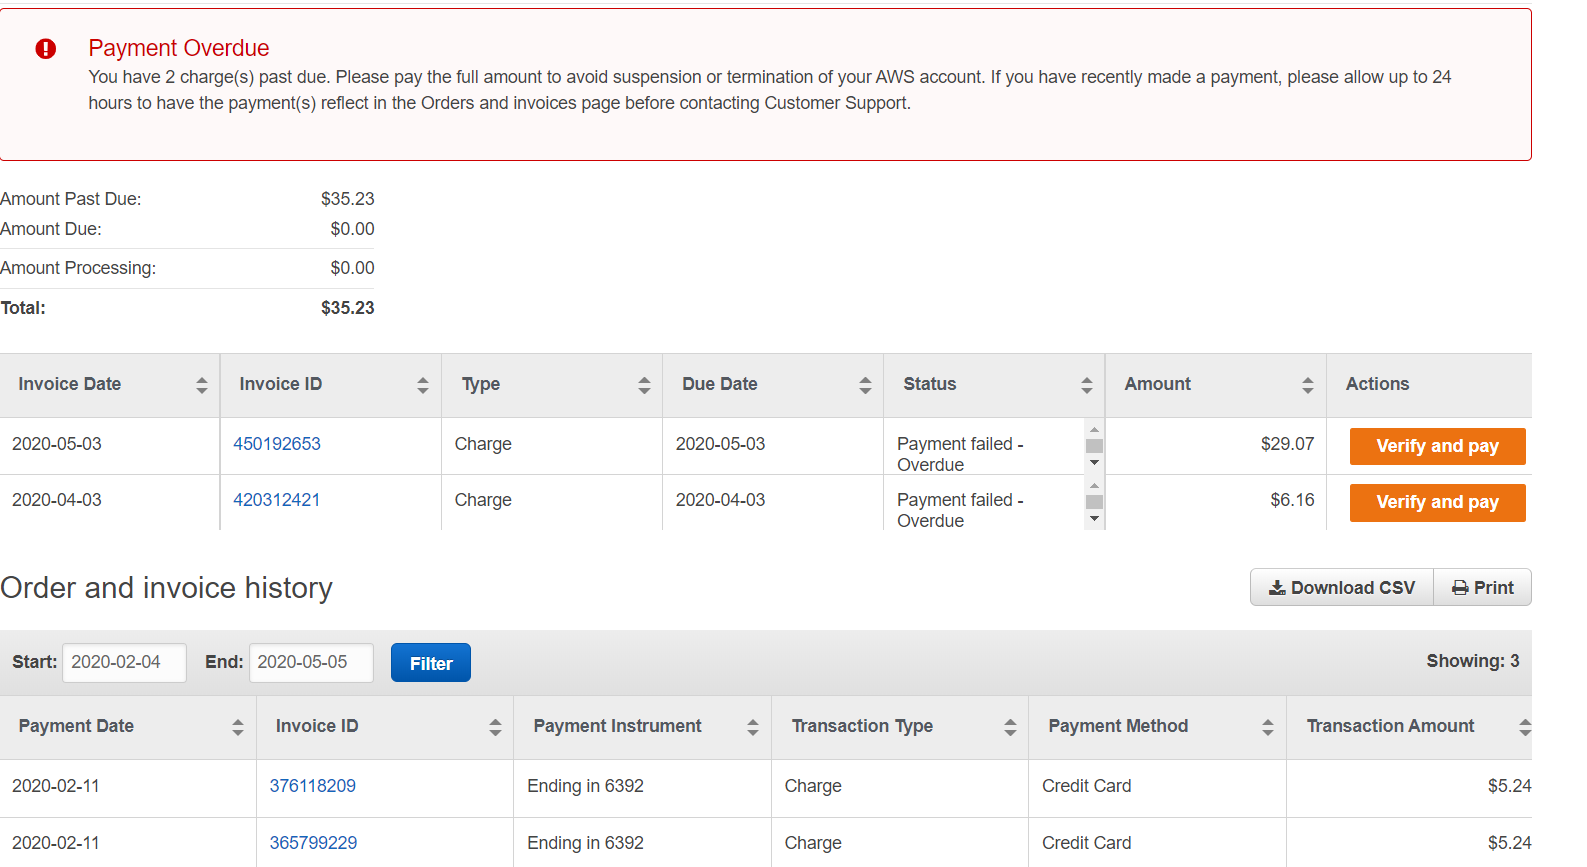 Payment Overdue
You have 2 charge(s) past due. Please pay the full amount to avoid suspension or termination of your AWS account. If you have recently made a payment, please allow up to 24
hours to have the payment(s) reflect in the Orders and invoices page before contacting Customer Support.
Amount Past Due: $35.23
Amount Due: $0.00
Amount Processing: $0.00
Total: $35.23
Invoice Date Invoice ID Type Due Date Status Amount Actions
2020-05-03 450192653 Charge 2020-05-03 Payment failed - $29.07 Verify and pay
Overdue
2020-04-03 420312421 Charge 2020-04-03 Payment failed - $6.16 Verify and pay
Overdue
Order and invoice history Download CSV Print
Start: 2020-02-04 End: 2020-05-05 Filter Showing: 3
Payment Date Invoice ID Payment Instrument Transaction Type Payment Method Transaction Amount
2020-02-11 376118209 Ending in 6392 Charge Credit Card $5.24
2020-02-11 365799229 Ending in 6392 Charge Credit Card $5.24